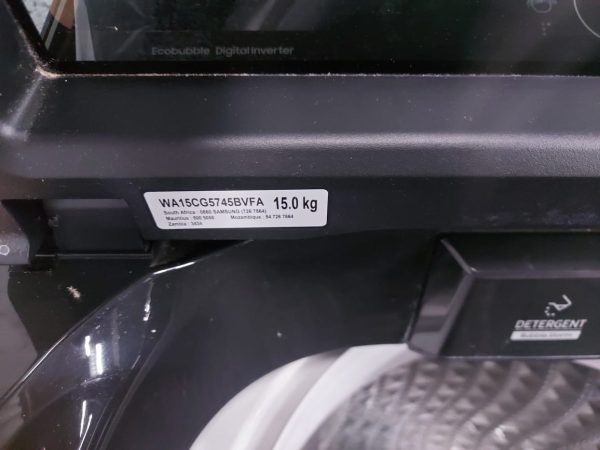 Ecobubble Digital Inverter
WA15CG5745BVFA 15.0 kg
South Africa : 0860 SAMSUNG (726 7864)
Mauritius : 800 5050 Mozambique : 84 726 7864
Zambia : 3434
DETERGENT